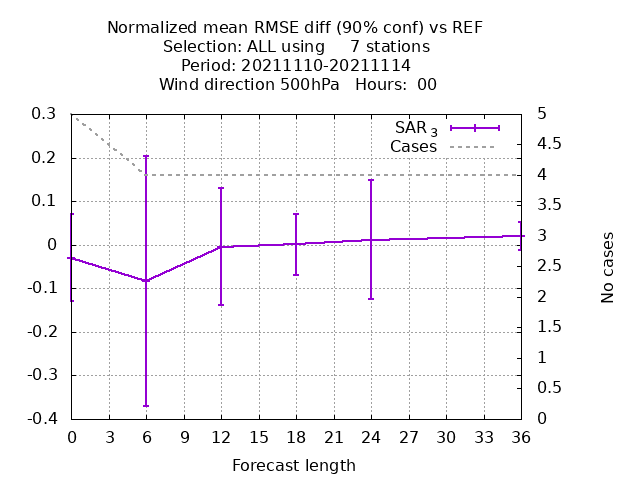 Normalized mean RMSE diff (90% conf) vs REF
Selection: ALL using     7 stations
Period: 20211110-20211114
Wind direction 500hPa   Hours:  00
SAR 3
Cases
0.3
0.2
0.1
0
-0.1
-0.2
-0.3
-0.4
5
4.5
4
3.5
3
2.5
2
1.5
1
0.5
0
No cases
0 3 6 9 12 15 18 21 24 27 30 33 36
Forecast length